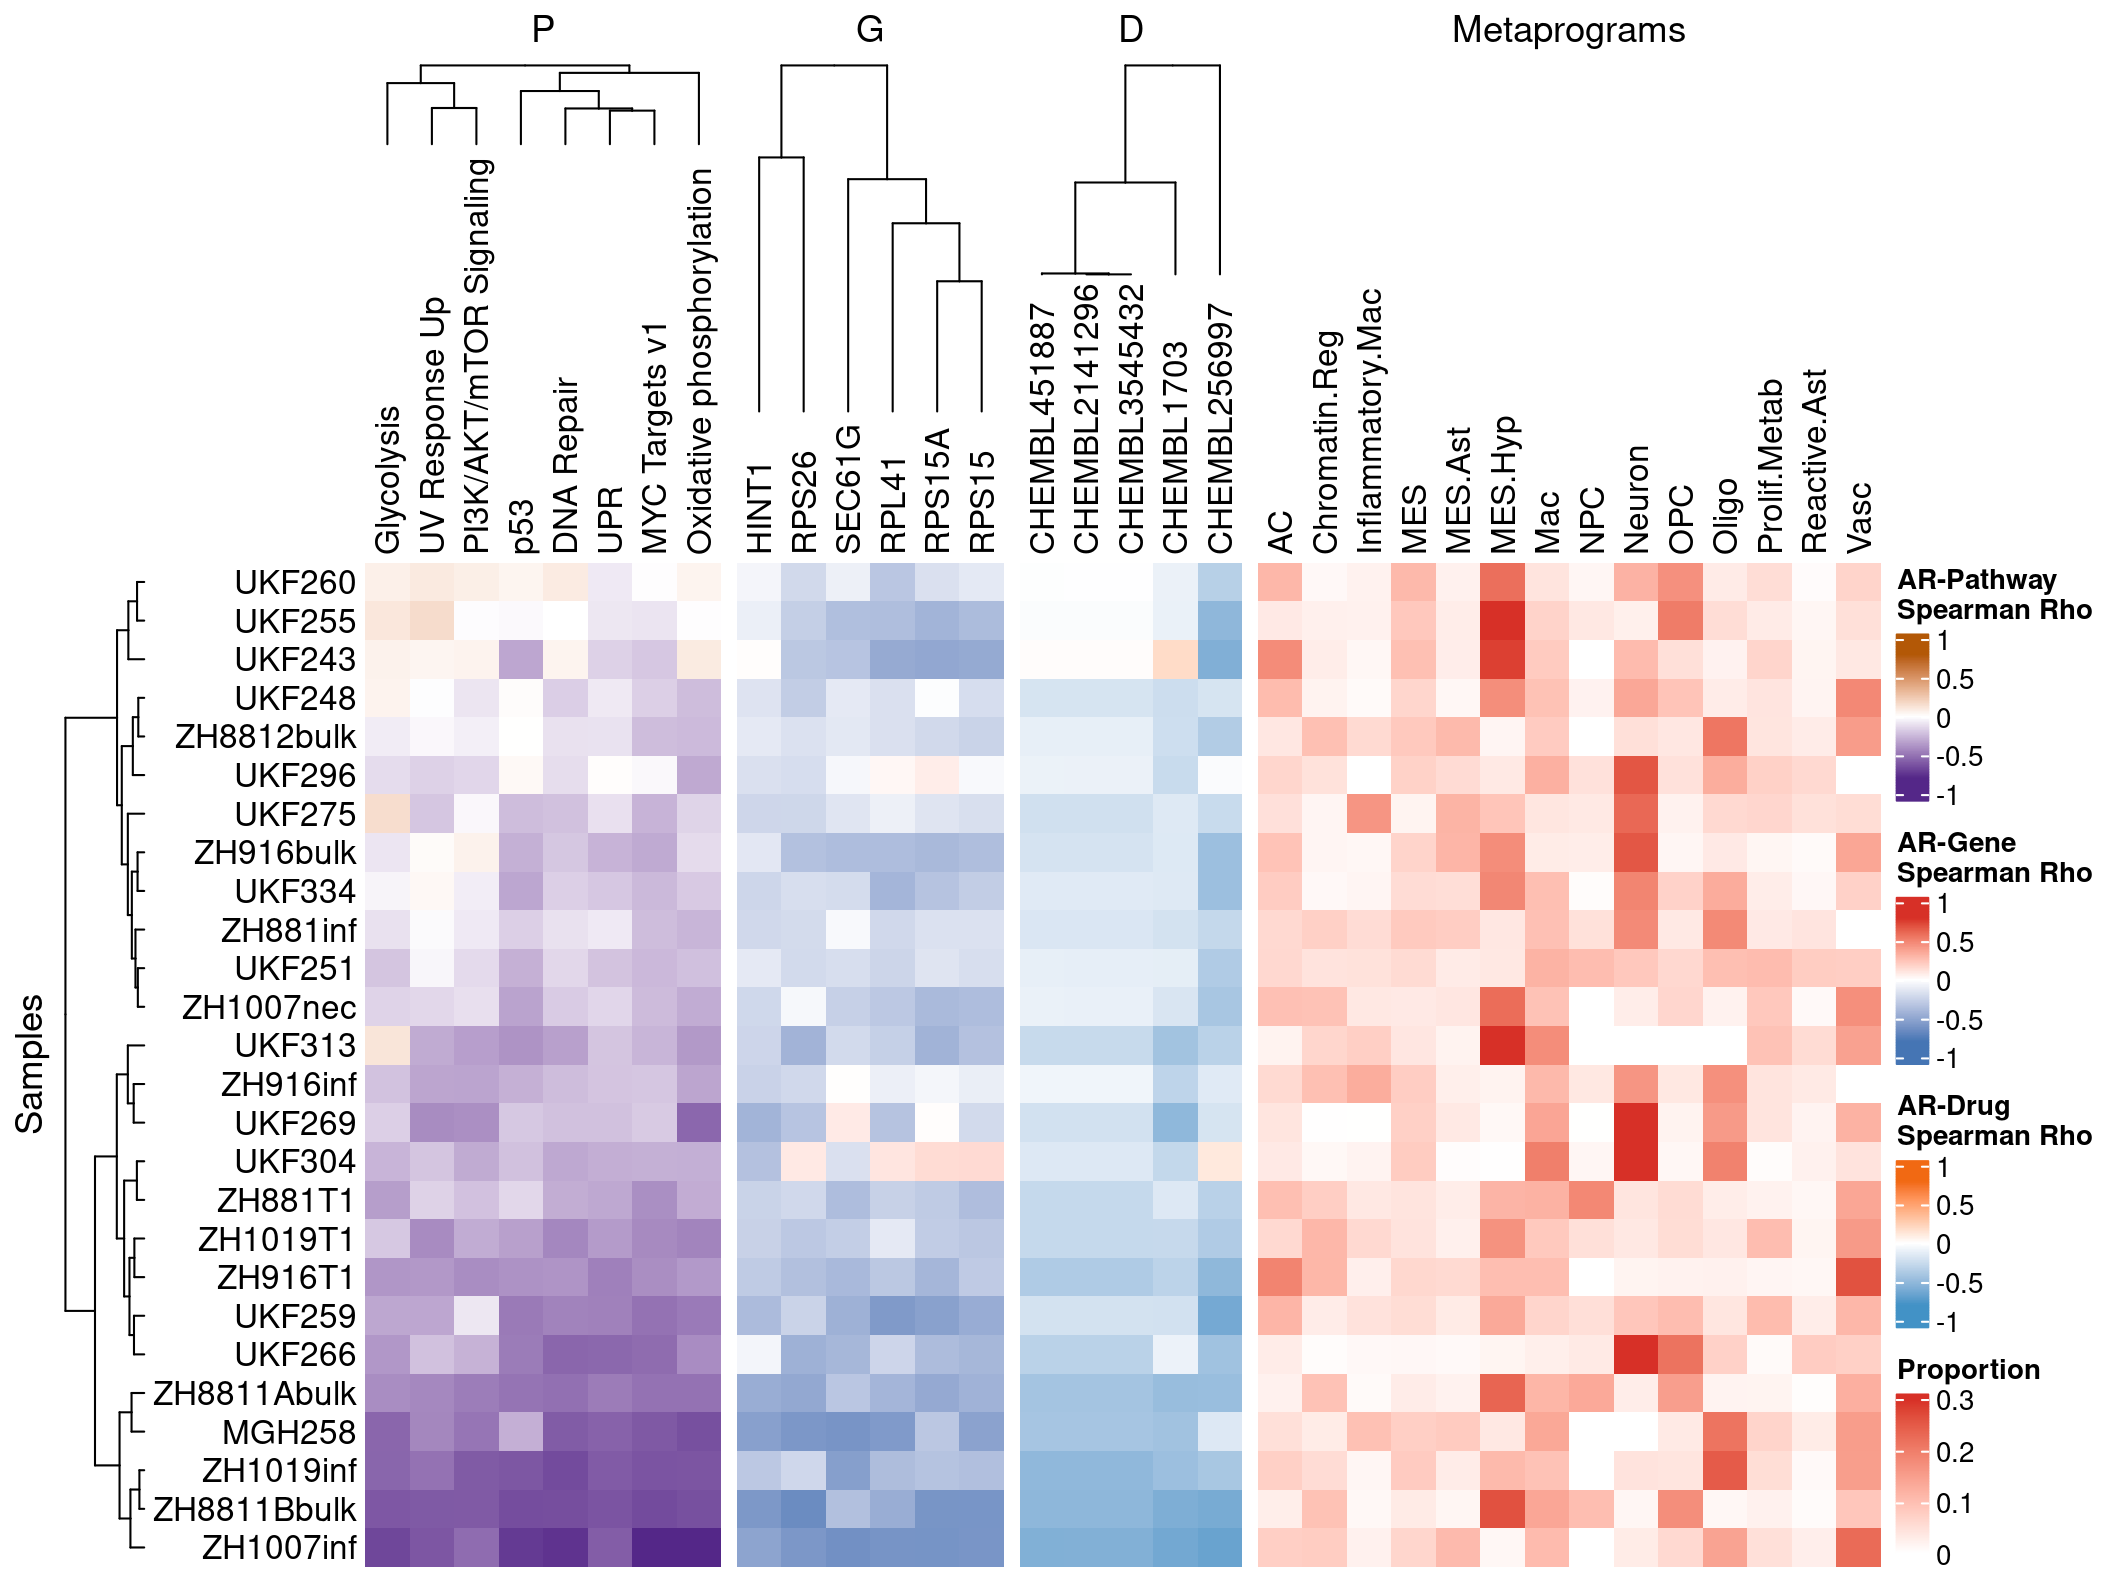 P
G
D
Metaprograms
Glycolysis
UV Response Up
PI3K/AKT/mTOR Signaling
p53
DNA Repair
UPR
MYC Targets v1
Oxidative phosphorylation
HINT1
RPS26
SEC61G
RPL41
RPS15A
RPS15
CHEMBL451887
CHEMBL2141296
CHEMBL3545432
CHEMBL1703
CHEMBL256997
AC
Chromatin.Reg
Inflammatory.Mac
MES
MES.Ast
MES.Hyp
Mac
NPC
Neuron
OPC
Oligo
Prolif.Metab
Reactive.Ast
Vasc
Samples
UKF260
UKF255
UKF243
UKF248
ZH8812bulk
UKF296
UKF275
ZH916bulk
UKF334
ZH881inf
UKF251
ZH1007nec
UKF313
ZH916inf
UKF269
UKF304
ZH881T1
ZH1019T1
ZH916T1
UKF259
UKF266
ZH8811Abulk
MGH258
ZH1019inf
ZH8811Bbulk
ZH1007inf
AR-Pathway
Spearman Rho
1
0.5
0
-0.5
-1
AR-Gene
Spearman Rho
1
0.5
0
-0.5
-1
AR-Drug
Spearman Rho
1
0.5
0
-0.5
-1
Proportion
0.3
0.2
0.1
0